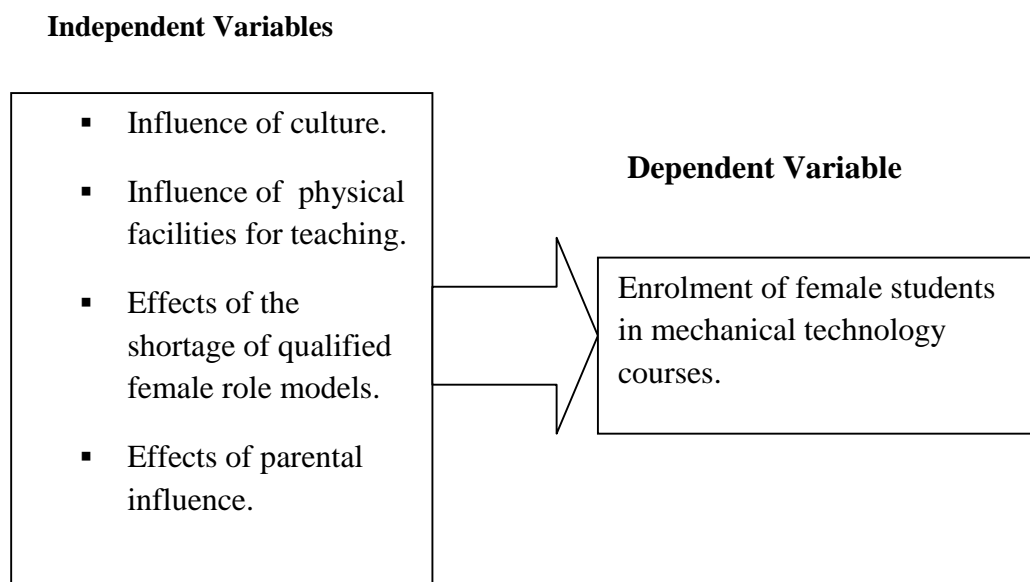 Independent Variables
▪ Influence of culture.
▪ Influence of physical
facilities for teaching.
▪ Effects of the
shortage of qualified
female role models.
▪ Effects of parental
influence.
Dependent Variable
Enrolment of female students
in mechanical technology
courses.